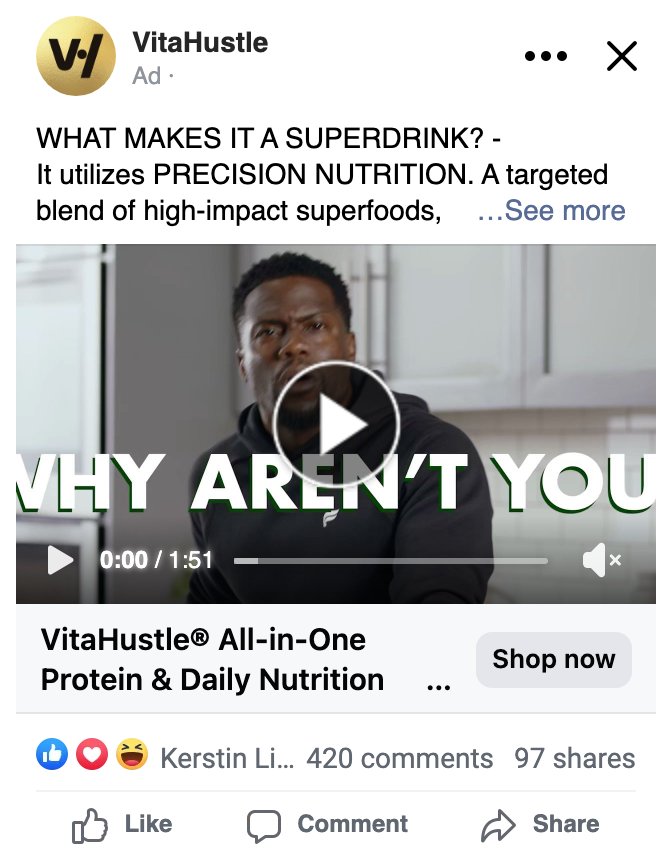 VitaHustle
Ad ·
WHAT MAKES IT A SUPERDRINK? -
It utilizes PRECISION NUTRITION. A targeted
blend of high-impact superfoods, ...See more
WHY AREN'T YOU
0:00 / 1:51
VitaHustle® All-in-One
Protein & Daily Nutrition ...
Shop now
Kerstin Li... 420 comments 97 shares
Like Comment Share